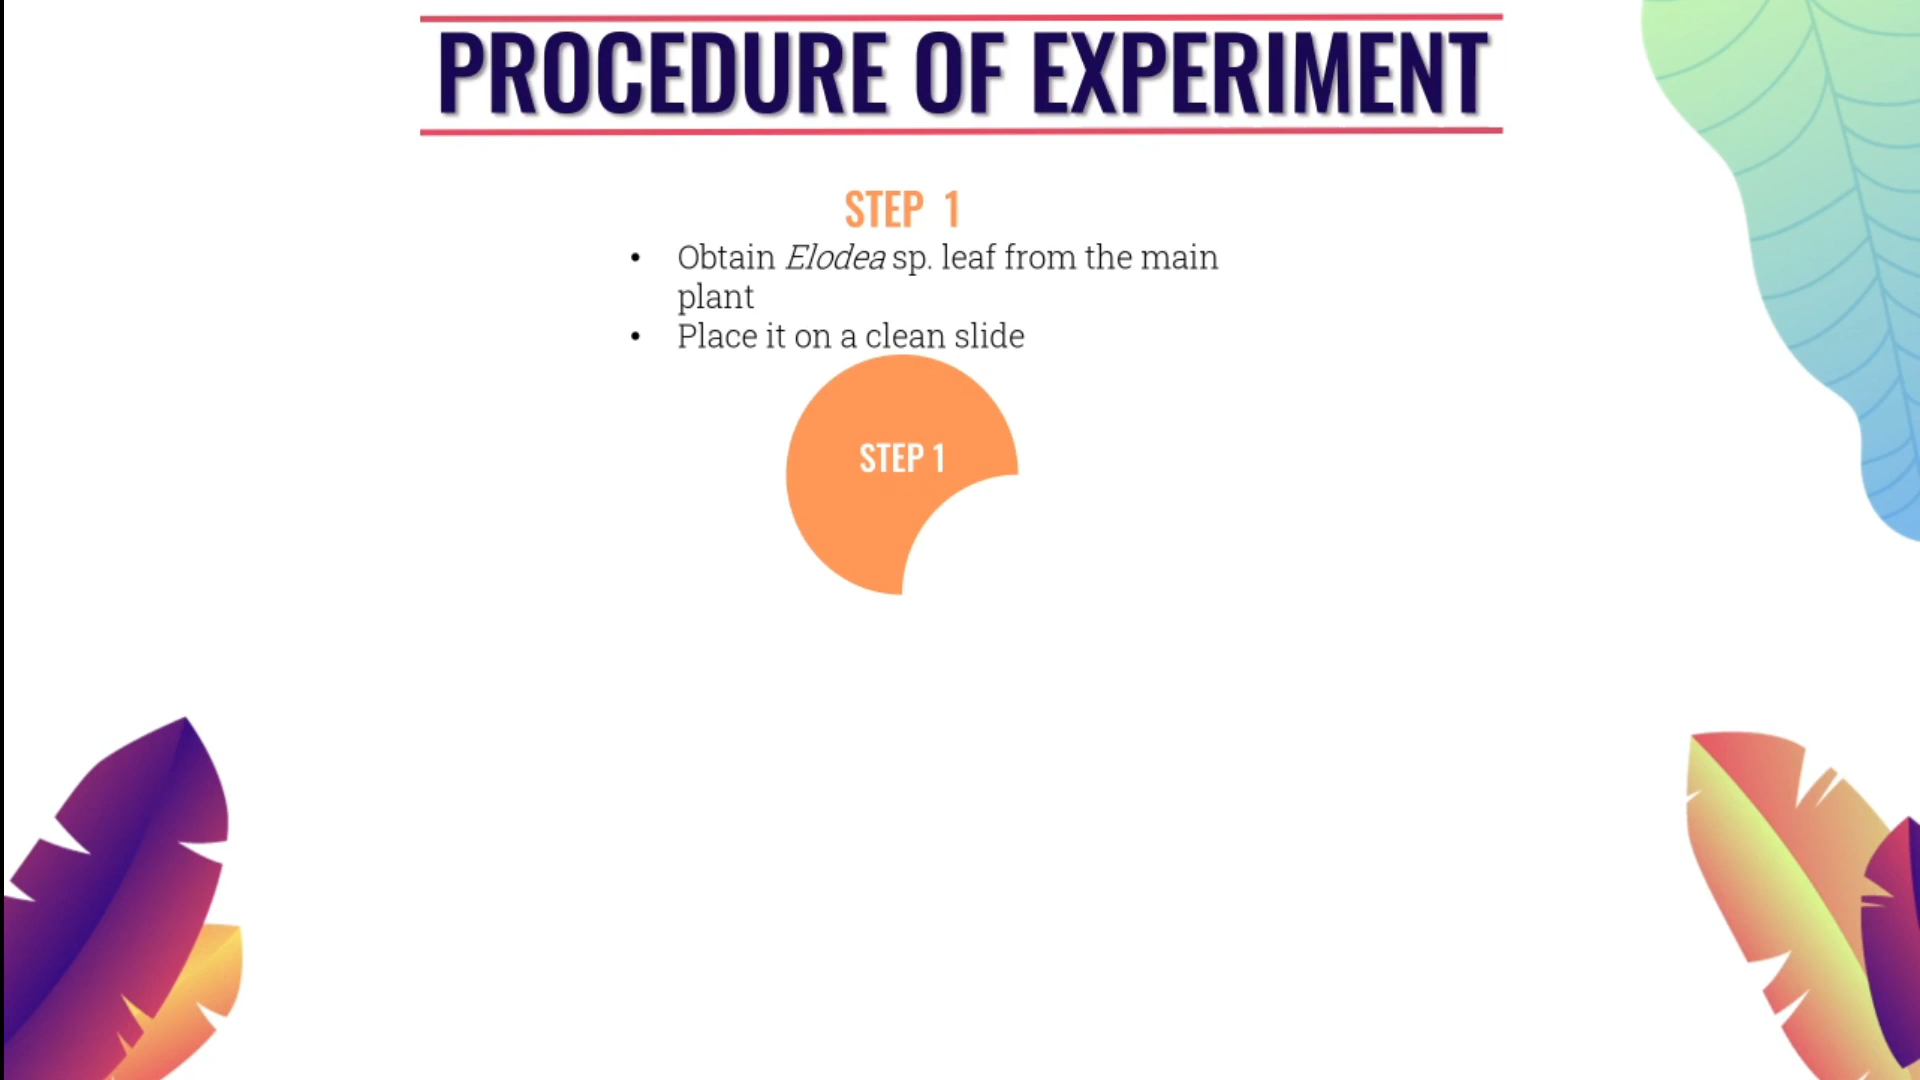 PROCEDURE OF EXPERIMENT
STEP 1
• Obtain Elodea sp. leaf from the main
plant
• Place it on a clean slide
STEP 1